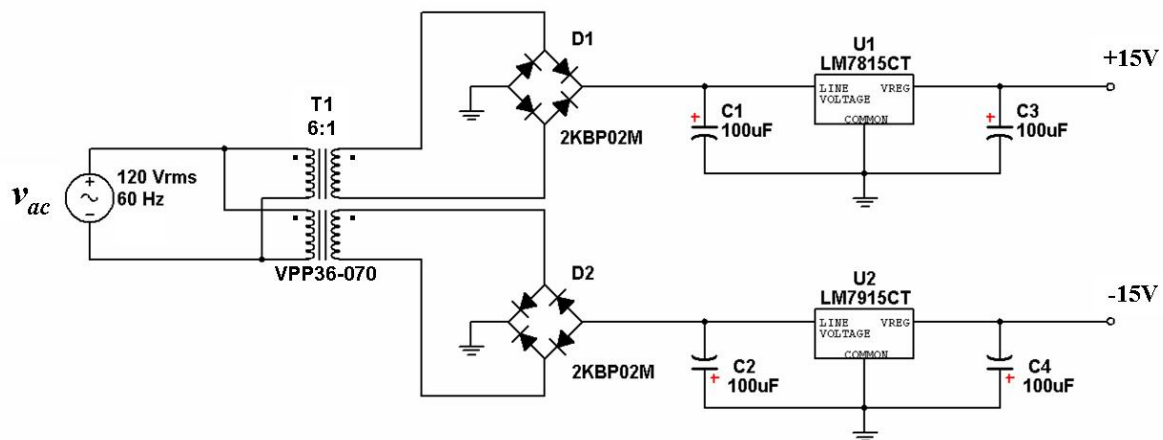 D1
U1
LM7815CT
+15V
LINE
VOLTAGE
VREG
COMMON
+
C1
100uF
+
C3
100uF
2KBP02M
T1
6:1
v_ac
+
120 Vrms
60 Hz
VPP36-070
D2
U2
LM7915CT
-15V
LINE
VOLTAGE
VREG
COMMON
C2
+
100uF
C4
+
100uF
2KBP02M